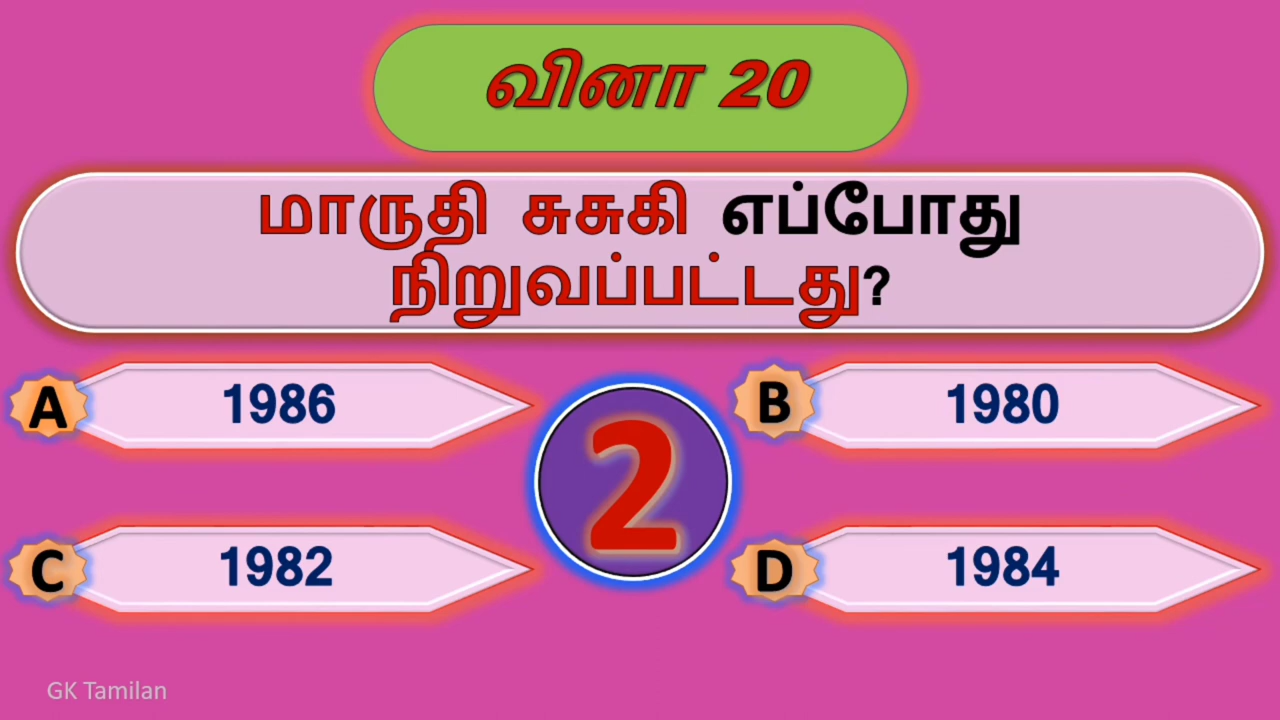 வினா 20
மாருதி சுசுகி எப்போது
நிறுவப்பட்டது?
A 1986
B 1980
2
C 1982
D 1984
GK Tamilan